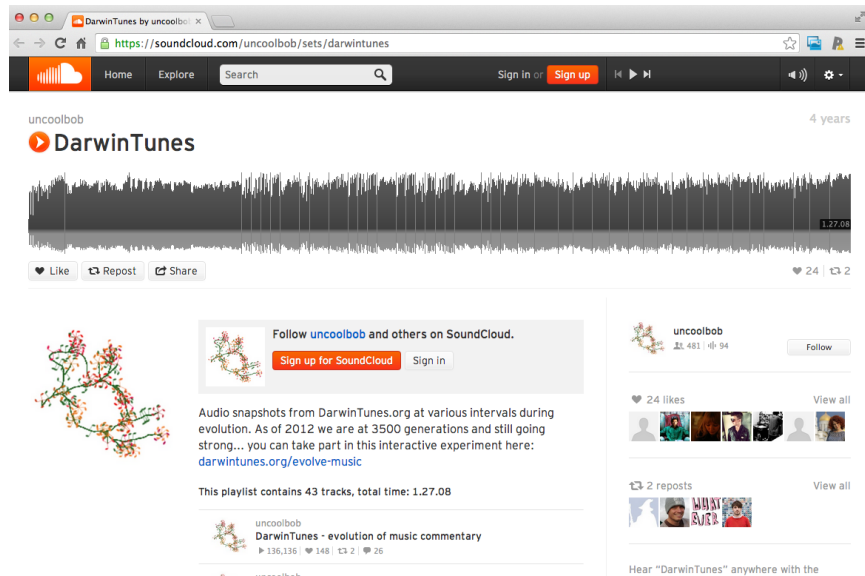 DarwinTunes by uncoolbo
https://soundcloud.com/uncoolbob/sets/darwintunes
Home Explore Search Sign in or Sign up
uncoolbob 4 years
DarwinTunes
1.27.08
Like Repost Share 24 2
Follow uncoolbob and others on SoundCloud.
Sign up for SoundCloud Sign in
uncoolbob
481 94
Follow
24 likes View all
Audio snapshots from DarwinTunes.org at various intervals during
evolution. As of 2012 we are at 3500 generations and still going
strong... you can take part in this interactive experiment here:
darwintunes.org/evolve-music
This playlist contains 43 tracks, total time: 1.27.08
2 reposts View all
WHAT
EVER
uncoolbob
DarwinTunes - evolution of music commentary
136,136 148 2 26
Hear "DarwinTunes" anywhere with the